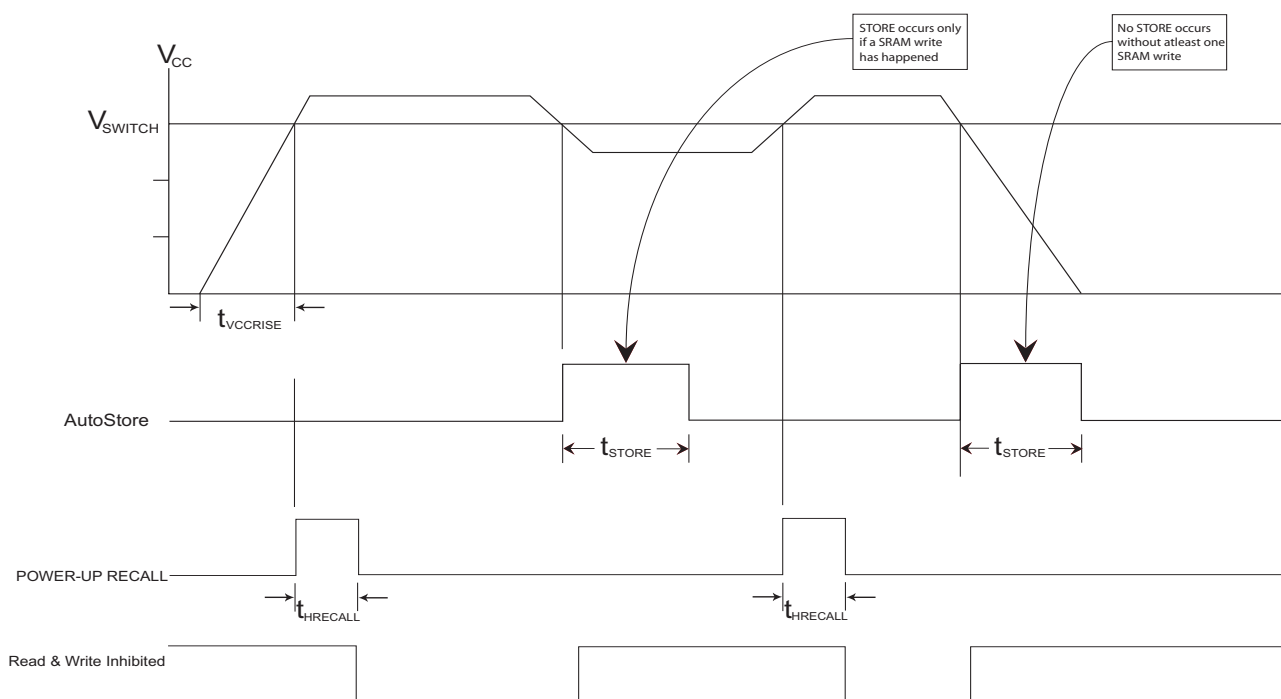 STORE occurs only
if a SRAM write
has happened
No STORE occurs
without atleast one
SRAM write
VCC
VSWITCH
tVCCRISE
AutoStore
tSTORE
tSTORE
POWER-UP RECALL
tHRECALL
tHRECALL
Read & Write Inhibited